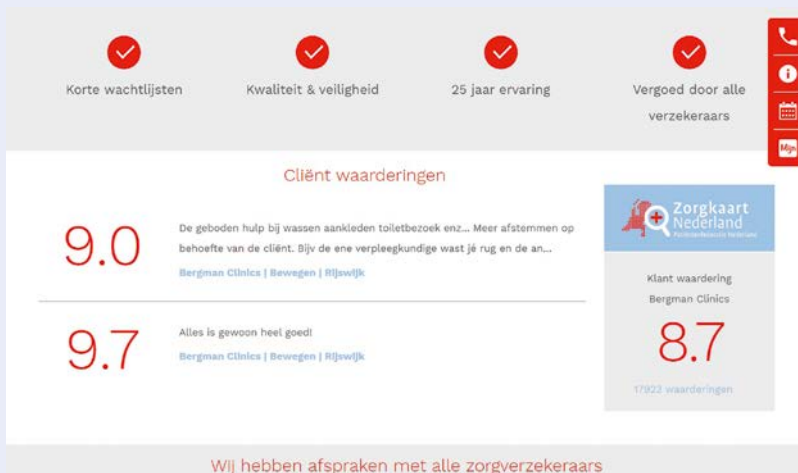 Korte wachtlijsten
Kwaliteit & veiligheid
25 jaar ervaring
Vergoed door alle
verzekeraars
Mijn
Cliënt waarderingen
9.0
De geboden hulp bij wassen aankleden toiletbezoek enz... Meer afstemmen op
behoefte van de cliënt. Bijv de ene verpleegkundige wast jé rug en de an...
Bergman Clinics | Bewegen | Rijswijk
9.7
Alles is gewoon heel goed!
Bergman Clinics | Bewegen | Rijswijk
Zorgkaart
Nederland
Patiëntenfederatie Nederland
Klant waardering
Bergman Clinics
8.7
17922 waarderingen
Wij hebben afspraken met alle zorgverzekeraars